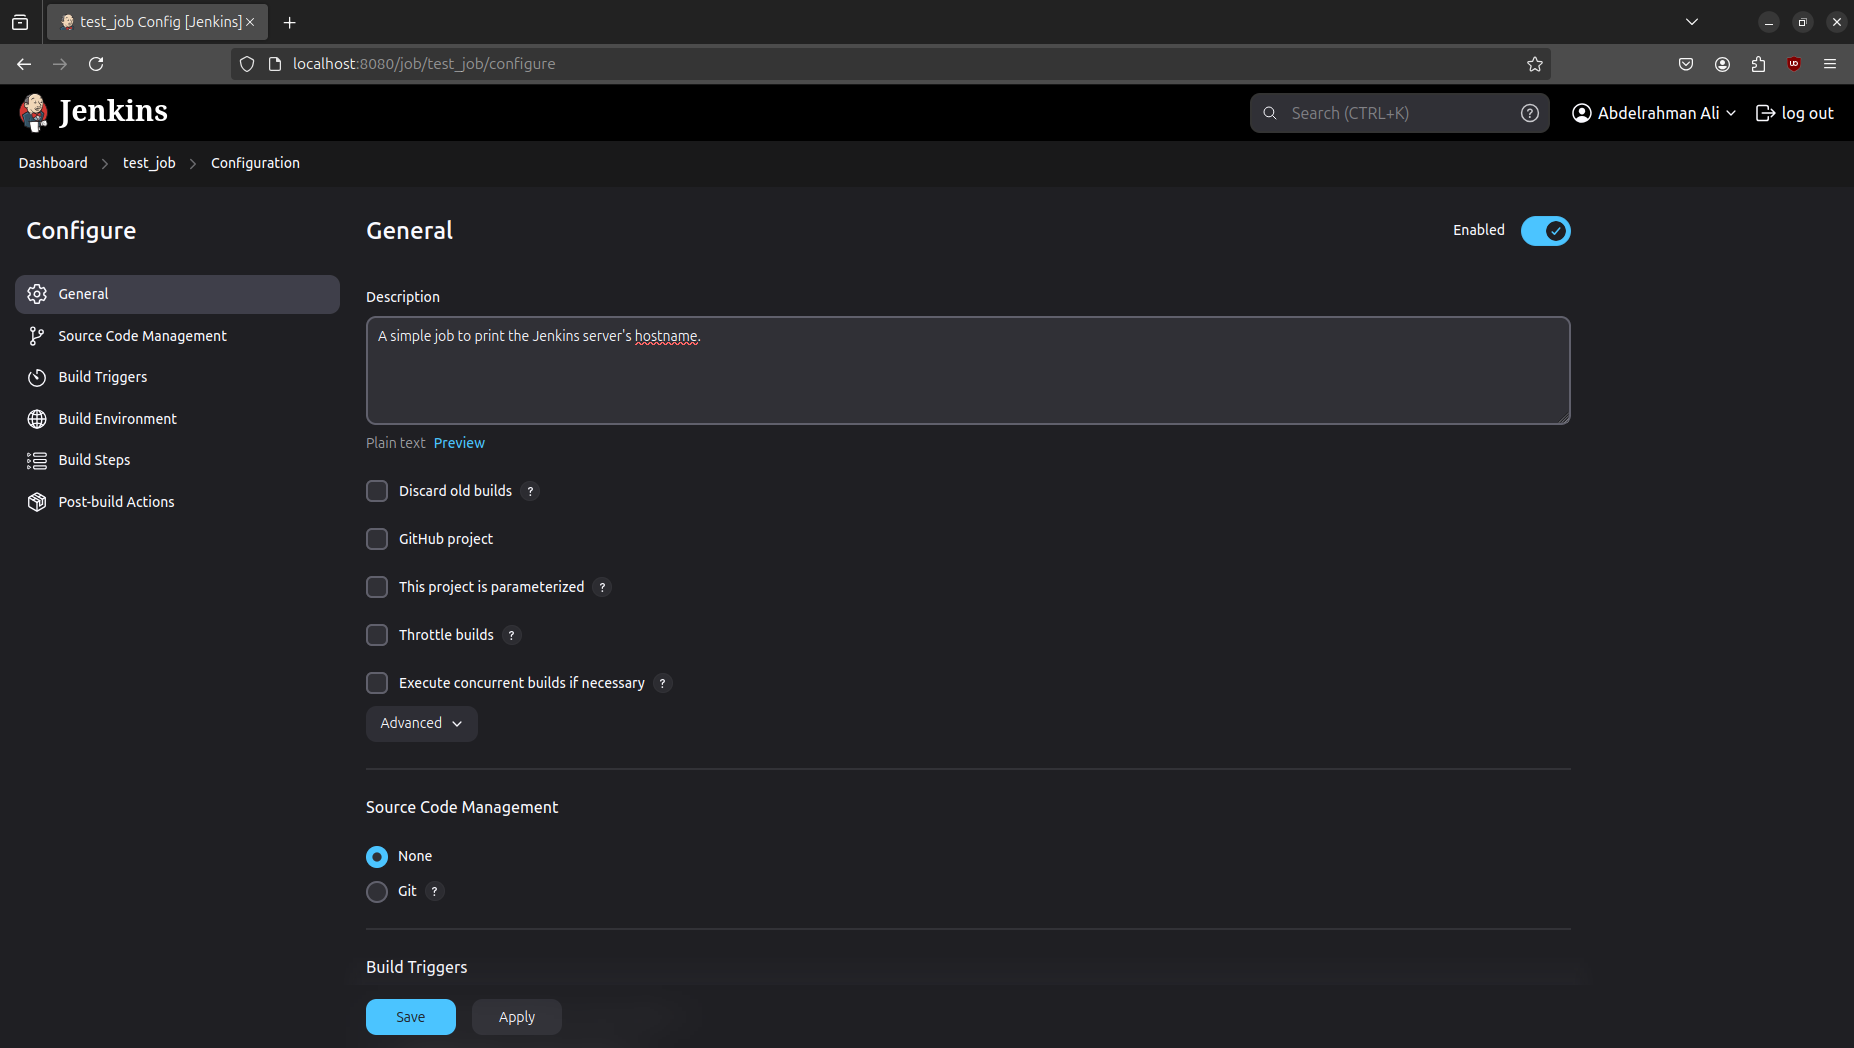 test_job Config [Jenkins]
localhost:8080/job/test_job/configure
Jenkins
Search (CTRL+K)
?
Abdelrahman Ali
log out
Dashboard
test_job
Configuration
Configure
General
Source Code Management
Build Triggers
Build Environment
Build Steps
Post-build Actions
General
Enabled
Description
A simple job to print the Jenkins server's hostname.
Plain text Preview
Discard old builds ?
GitHub project
This project is parameterized ?
Throttle builds ?
Execute concurrent builds if necessary ?
Advanced
Source Code Management
None
Git ?
Build Triggers
Save
Apply